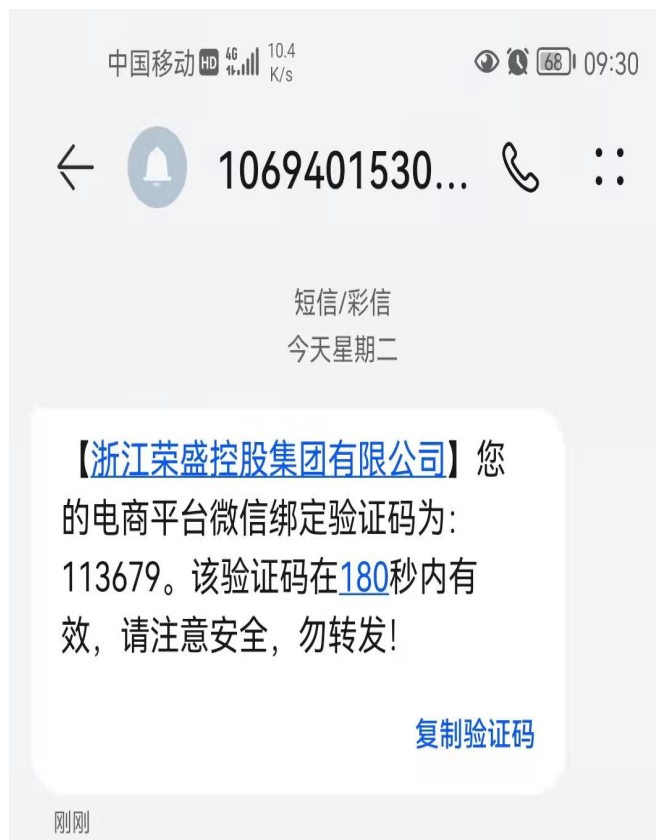 中国移动 HD 4G 10.4 K/s 68 09:30
1069401530...
短信/彩信
今天星期二
【浙江荣盛控股集团有限公司】您
的电商平台微信绑定验证码为：
113679。该验证码在180秒内有
效，请注意安全，勿转发！
复制验证码
刚刚